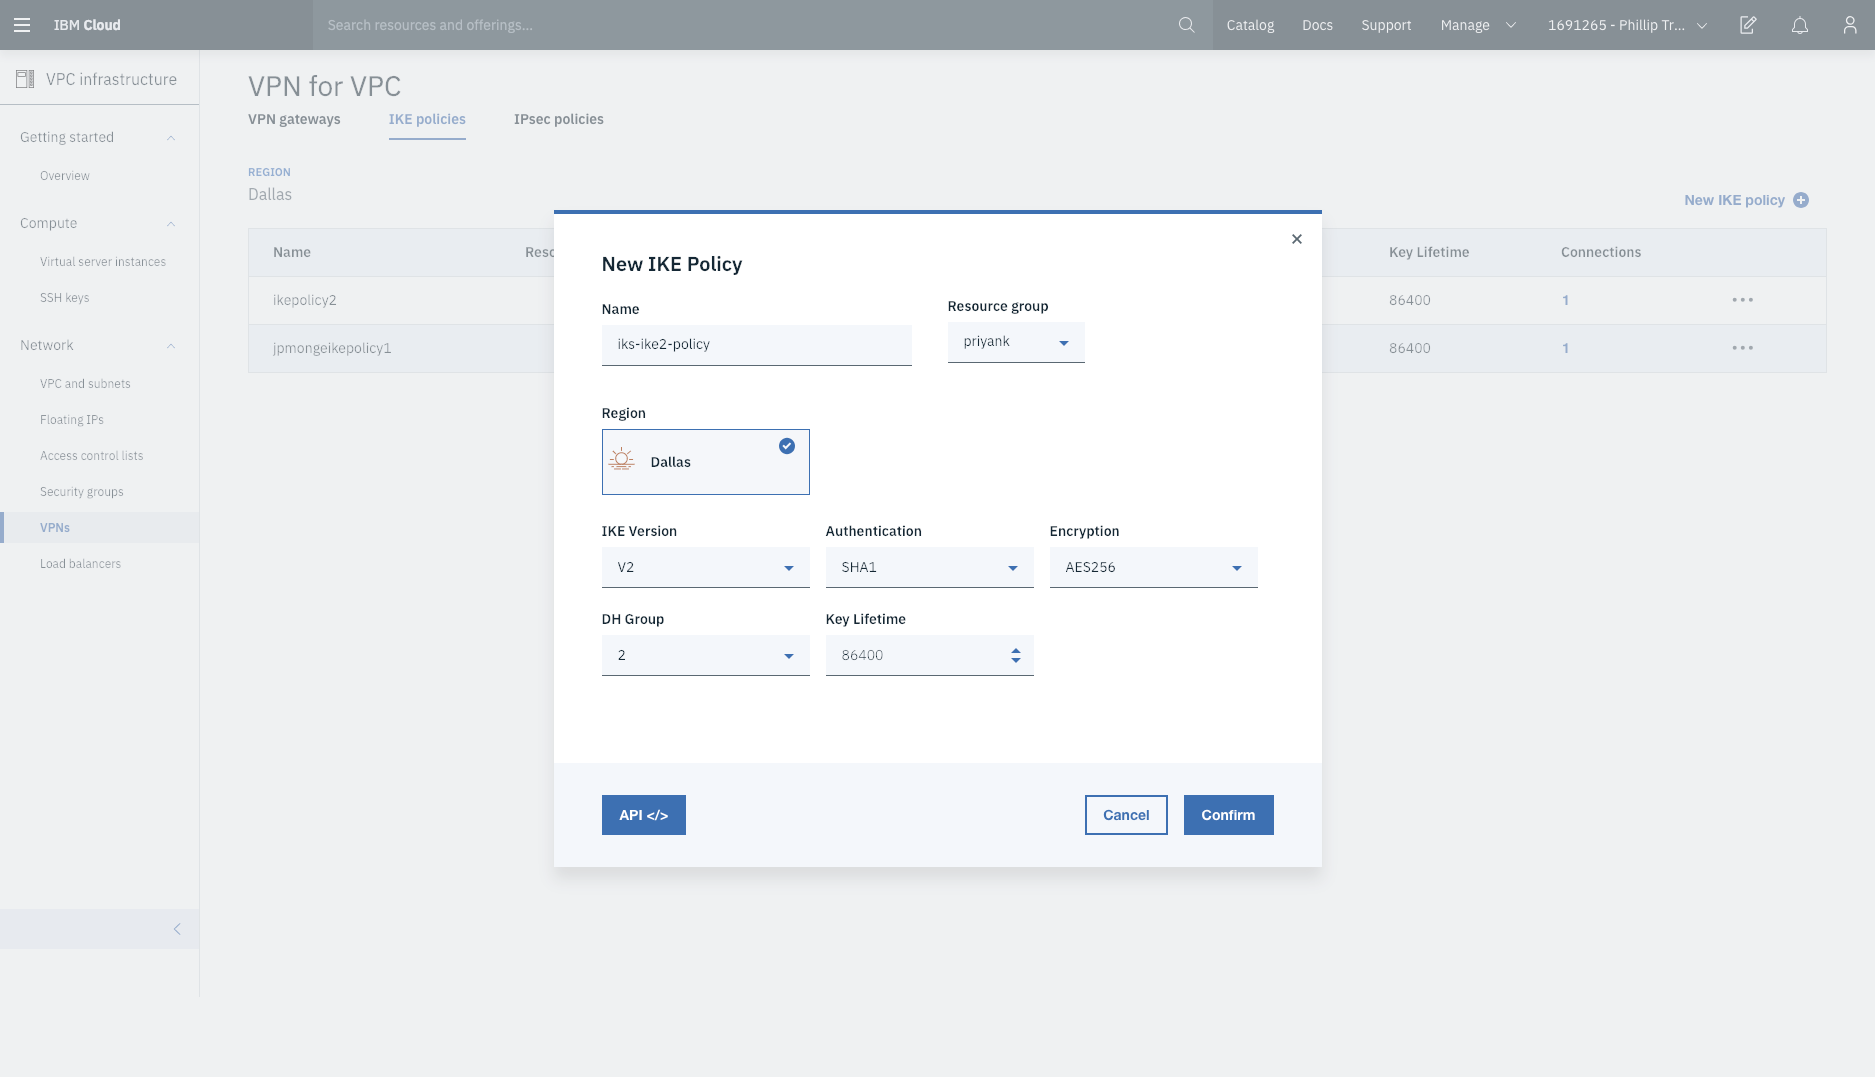 IBM Cloud
Search resources and offerings...
Catalog
Docs
Support
Manage
1691265 - Phillip Tr...
VPC infrastructure
Getting started
Overview
Compute
Virtual server instances
SSH keys
Network
VPC and subnets
Floating IPs
Access control lists
Security groups
VPNs
Load balancers
VPN for VPC
VPN gateways
IKE policies
IPsec policies
REGION
Dallas
New IKE policy
Name
Key Lifetime
Connections
ikepolicy2
86400
1
jpmongeikepolicy1
86400
1
New IKE Policy
Name
iks-ike2-policy
Resource group
priyank
Region
Dallas
IKE Version
V2
Authentication
SHA1
Encryption
AES256
DH Group
2
Key Lifetime
86400
API </>
Cancel
Confirm